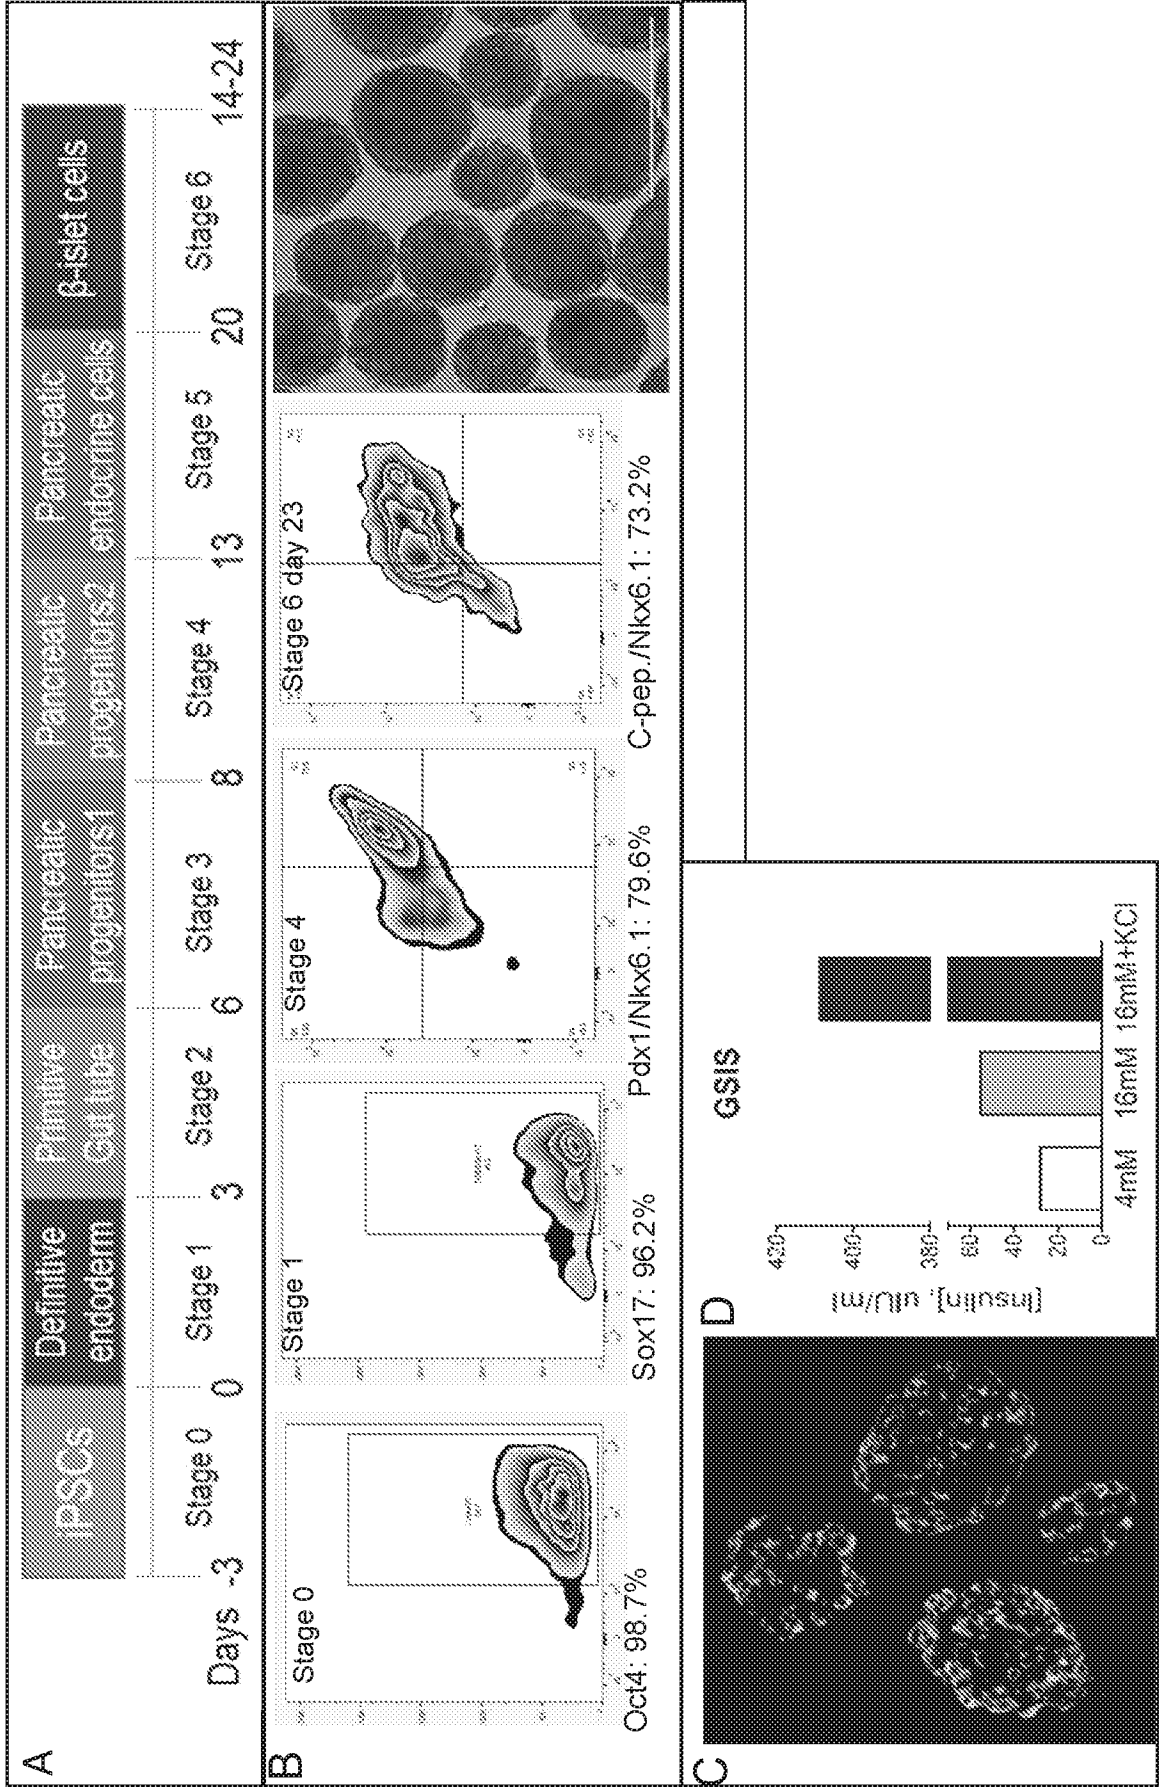 A
iPSCs
Definitive
endoderm
Primitive
Gut tube
Pancreatic
progenitors1
Pancreatic
progenitors2
Pancreatic
endocrine cells
β-islet cells
Stage 0
Stage 1
Stage 2
Stage 3
Stage 4
Stage 5
Stage 6
Days -3 0 3 6 8 13 20 14-24
B
Stage 0
Stage 1
Stage 4
Stage 6 day 23
Oct4: 98.7%
Sox17: 96.2%
Pdx1/Nkx6.1: 79.6%
C-pep./Nkx6.1: 73.2%
C
D
GSIS
[Insulin], uIU/ml
420
400
380
60
40
20
0
4mM
16mM
16mM+KCl